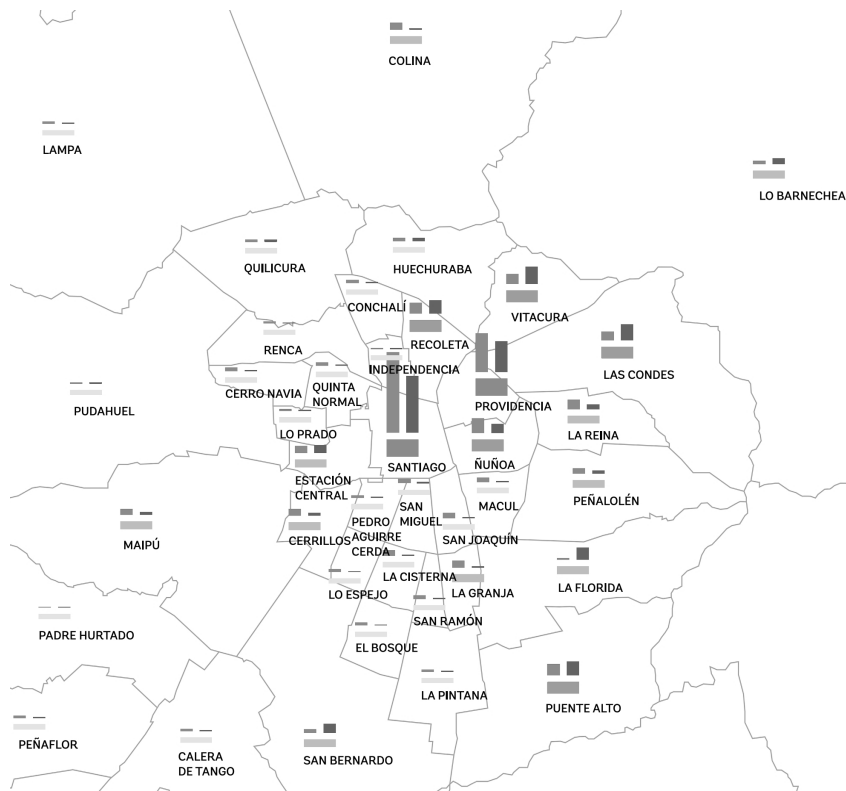 COLINA
LAMPA
LO BARNECHEA
QUILICURA
HUECHURABA
CONCHALÍ
VITACURA
RECOLETA
RENCA
INDEPENDENCIA
LAS CONDES
PUDAHUEL
CERRO NAVIA
QUINTA
NORMAL
PROVIDENCIA
LO PRADO
LA REINA
SANTIAGO
ÑUÑOA
ESTACIÓN
CENTRAL
PEÑALOLÉN
MACUL
SAN
MIGUEL
PEDRO
AGUIRRE
CERDA
MAIPÚ
CERRILLOS
SAN JOAQUÍN
LA CISTERNA
LA GRANJA
LA FLORIDA
LO ESPEJO
SAN RAMÓN
PADRE HURTADO
EL BOSQUE
LA PINTANA
PUENTE ALTO
PEÑAFLOR
CALERA
DE TANGO
SAN BERNARDO